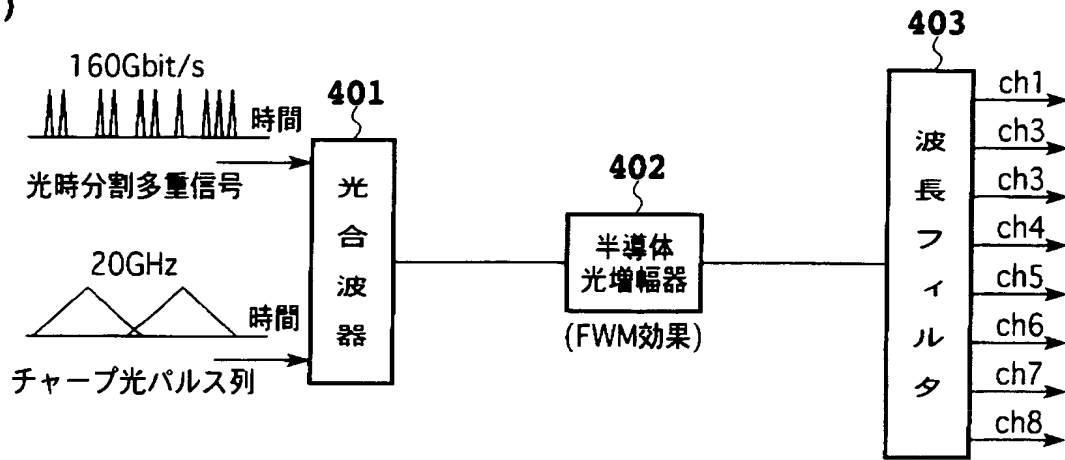 )
160Gbit/s
時間
光時分割多重信号
20GHz
時間
チャープ光パルス列
401
光合波器
402
半導体
光増幅器
(FWM効果)
403
波長フィルタ
ch1
ch3
ch3
ch4
ch5
ch6
ch7
ch8